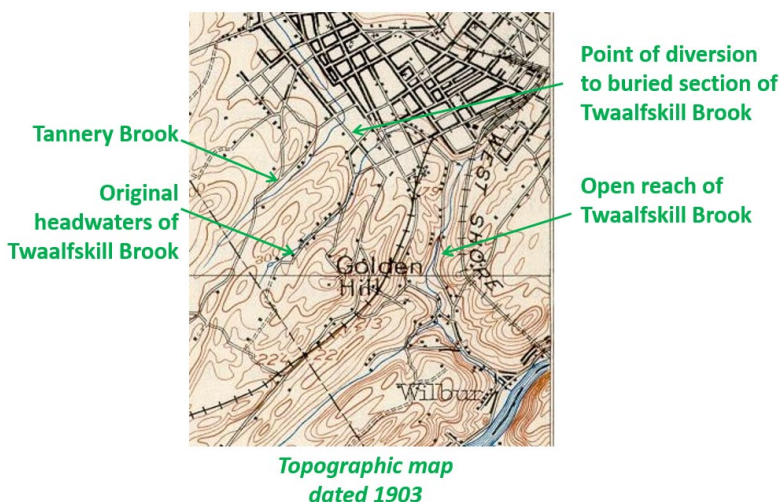 Point of diversion
to buried section of
Twaalfskill Brook
Tannery Brook
Original
headwaters of
Twaalfskill Brook
Open reach of
Twaalfskill Brook
WEST SHORE
Golden
Hill
Wilbur
Topographic map
dated 1903